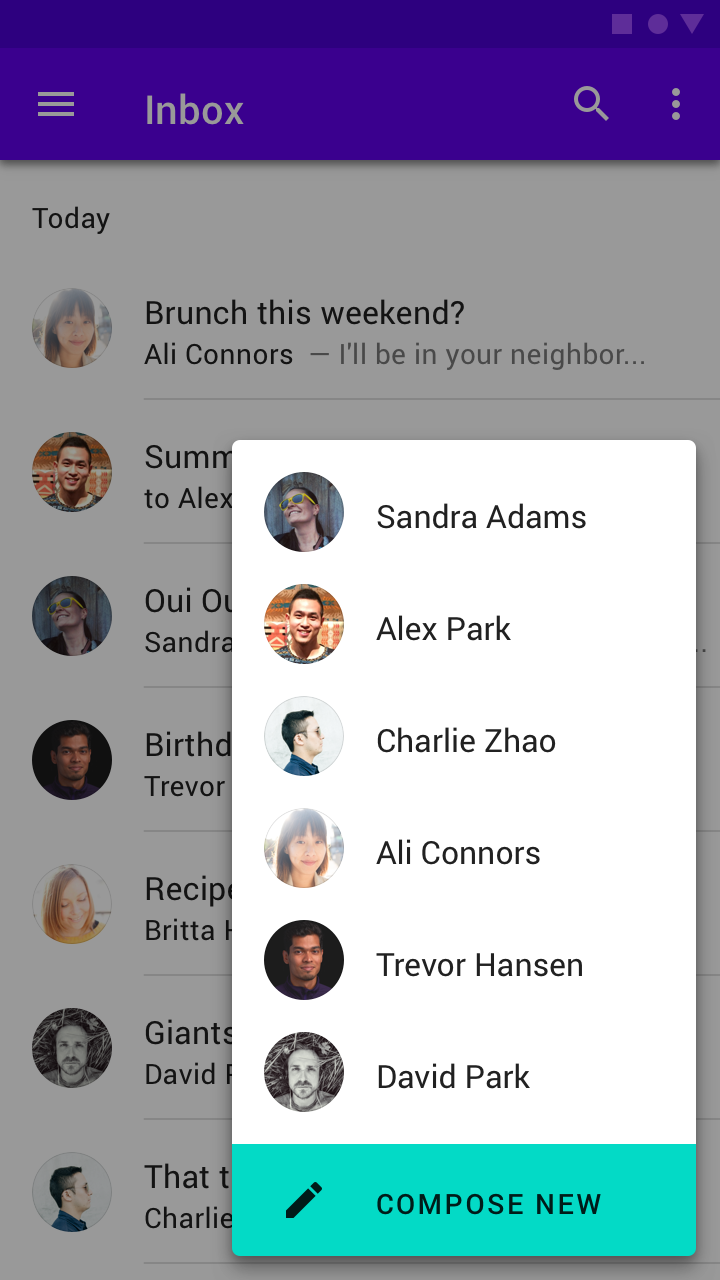 Inbox
Today
Brunch this weekend?
Ali Connors — I'll be in your neighbor...
Summ
to Alex
Oui Ou
Sandra
Birthd
Trevor
Recipe
Britta
Giants
David
That t
Charlie
Sandra Adams
Alex Park
Charlie Zhao
Ali Connors
Trevor Hansen
David Park
COMPOSE NEW